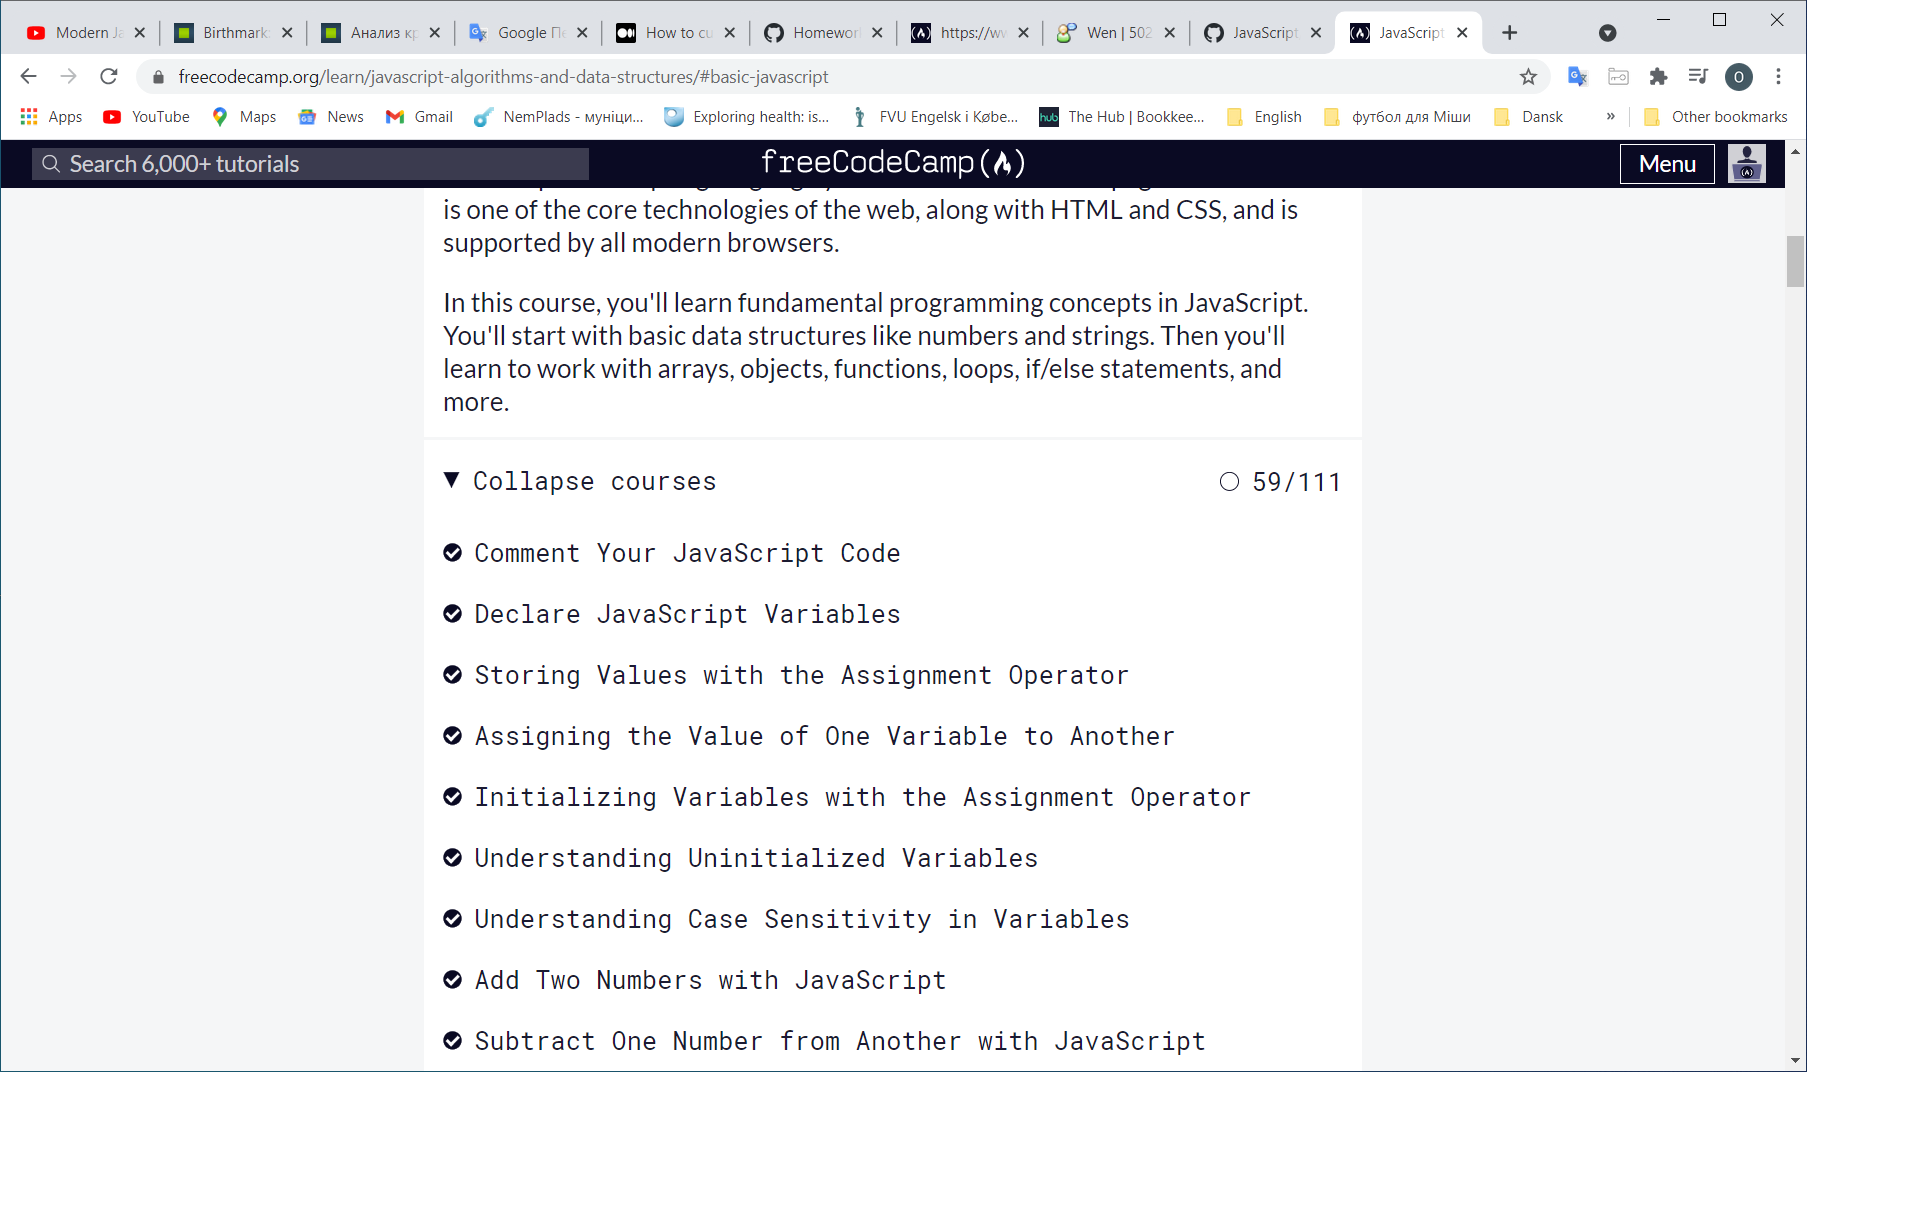 Modern Ja
Birthmark:
Анализ кр
Google Пе
How to cu
Homewor
https://ww
Wen | 502
JavaScript
JavaScript
freecodecamp.org/learn/javascript-algorithms-and-data-structures/#basic-javascript
O
Apps
YouTube
Maps
News
Gmail
NemPlads - муніци...
Exploring health: is...
FVU Engelsk i Købe...
hub
The Hub | Bookkee...
English
футбол для Міши
Dansk
»
Other bookmarks
Search 6,000+ tutorials
freeCodeCamp(🔥)
Menu
is one of the core technologies of the web, along with HTML and CSS, and is
supported by all modern browsers.
In this course, you'll learn fundamental programming concepts in JavaScript.
You'll start with basic data structures like numbers and strings. Then you'll
learn to work with arrays, objects, functions, loops, if/else statements, and
more.
Collapse courses
59/111
Comment Your JavaScript Code
Declare JavaScript Variables
Storing Values with the Assignment Operator
Assigning the Value of One Variable to Another
Initializing Variables with the Assignment Operator
Understanding Uninitialized Variables
Understanding Case Sensitivity in Variables
Add Two Numbers with JavaScript
Subtract One Number from Another with JavaScript